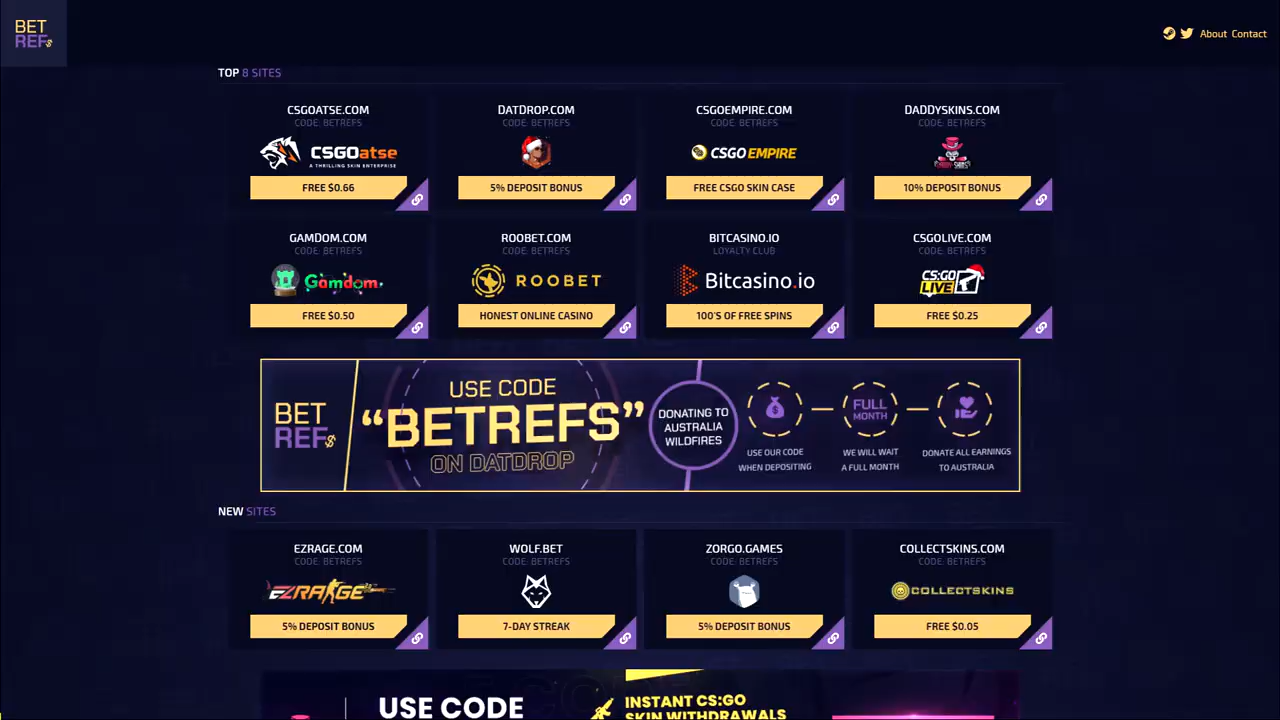 BET
REF$
About Contact
TOP 8 SITES
CSGOATSE.COM
CODE: BETREFS
CSGOatse
A THRILLING SKIN ENTERPRISE
FREE $0.66
DATDROP.COM
CODE: BETREFS
5% DEPOSIT BONUS
CSGOEMPIRE.COM
CODE: BETREFS
CSGO EMPIRE
FREE CSGO SKIN CASE
DADDYSKINS.COM
CODE: BETREFS
10% DEPOSIT BONUS
GAMDOM.COM
CODE: BETREFS
Gamdom
FREE $0.50
ROOBET.COM
CODE: BETREFS
ROOBET
HONEST ONLINE CASINO
BITCASINO.IO
LOYALTY CLUB
Bitcasino.io
100'S OF FREE SPINS
CSGOLIVE.COM
CODE: BETREFS
CS:GO
LIVE
FREE $0.25
BET
REF$
USE CODE
“BETREFS”
ON DATDROP
DONATING TO
AUSTRALIA
WILDFIRES
USE OUR CODE
WHEN DEPOSITING
FULL
MONTH
WE WILL WAIT
A FULL MONTH
DONATE ALL EARNINGS
TO AUSTRALIA
NEW SITES
EZRAGE.COM
CODE: BETREFS
EZRAGE
5% DEPOSIT BONUS
WOLF.BET
CODE: BETREFS
7-DAY STREAK
ZORGO.GAMES
CODE: BETREFS
5% DEPOSIT BONUS
COLLECTSKINS.COM
CODE: BETREFS
COLLECTSKINS
FREE $0.05
USE CODE
INSTANT CS:GO
SKIN WITHDRAWALS